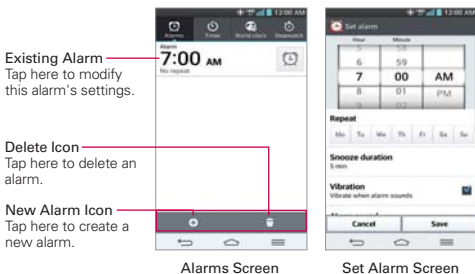 Existing Alarm
Tap here to modify
this alarm's settings.
Delete Icon
Tap here to delete an
alarm.
New Alarm Icon
Tap here to create a
new alarm.
12:00 AM
Alarms Timer World clock Stopwatch
Alarm
7:00 AM
No repeat
Alarms Screen
12:00 AM
Set alarm
Hour Minute
5 58
6 59
7 00 AM
8 01 PM
9 02
Repeat
Mo Tu We Th Fr Sa Su
Snooze duration
5 min
Vibration
Vibrate when alarm sounds
Cancel Save
Set Alarm Screen